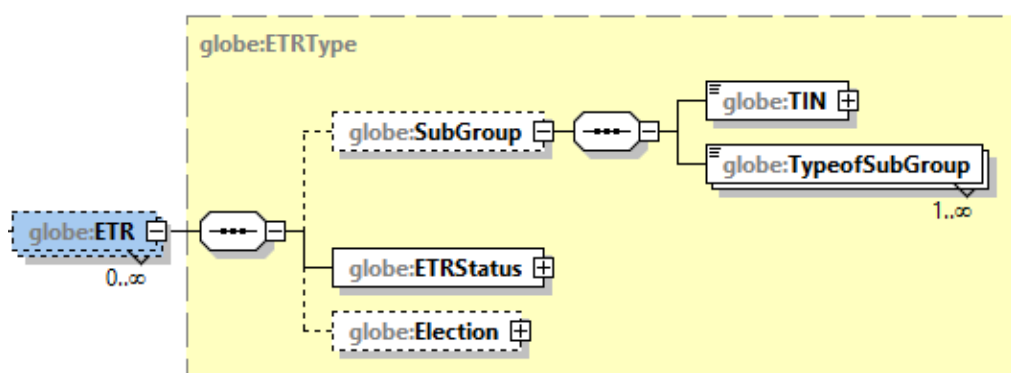 globe:ETRType
globe:TIN
globe:SubGroup
globe:TypeofSubGroup
1..∞
globe:ETR
0..∞
globe:ETRStatus
globe:Election